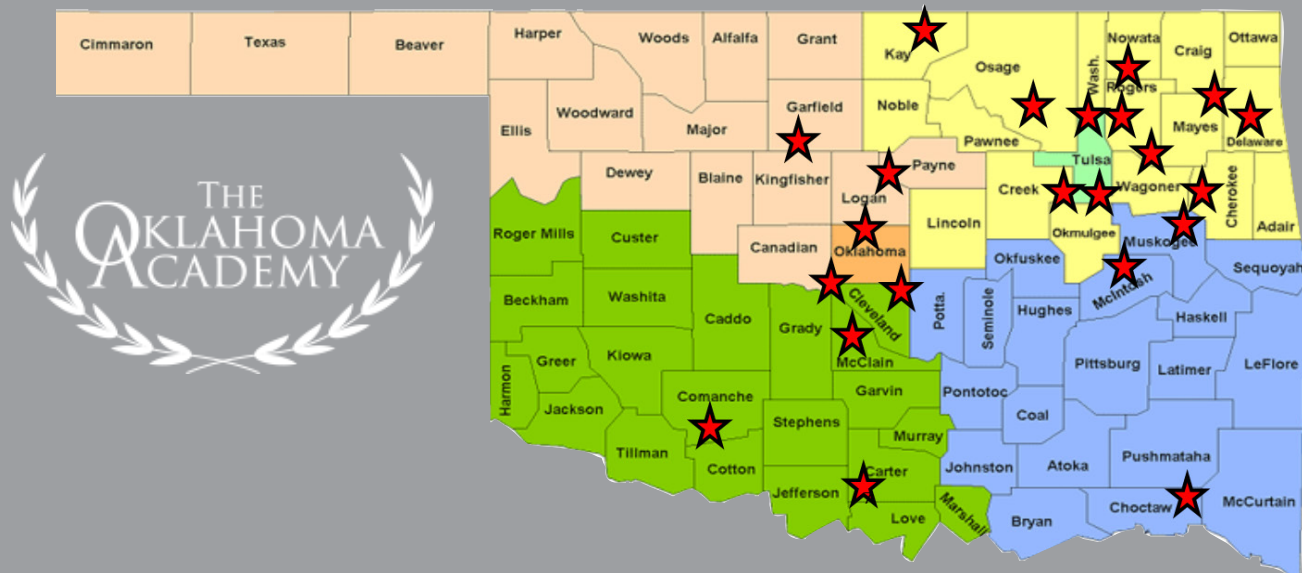 Cimmaron
Texas
Beaver
Harper
Woods
Alfalfa
Grant
Kay
Osage
Wash.
Nowata
Craig
Ottawa
Woodward
Ellis
Major
Garfield
Noble
Pawnee
Rogers
Mayes
Delaware
Dewey
Blaine
Kingfisher
Logan
Payne
Creek
Tulsa
Wagoner
Cherokee
Adair
THE
OKLAHOMA
ACADEMY
Roger Mills
Custer
Canadian
Oklahoma
Lincoln
Okmulgee
Okfuskee
Muskogee
Sequoyah
Beckham
Washita
Caddo
Grady
Cleveland
McClain
Potta.
Seminole
Hughes
McIntosh
Haskell
Harmon
Greer
Kiowa
Jackson
Comanche
Garvin
Pontotoc
Pittsburg
Latimer
LeFlore
Tillman
Cotton
Stephens
Murray
Coal
Jefferson
Carter
Johnston
Atoka
Pushmataha
Love
Marshall
Bryan
Choctaw
McCurtain